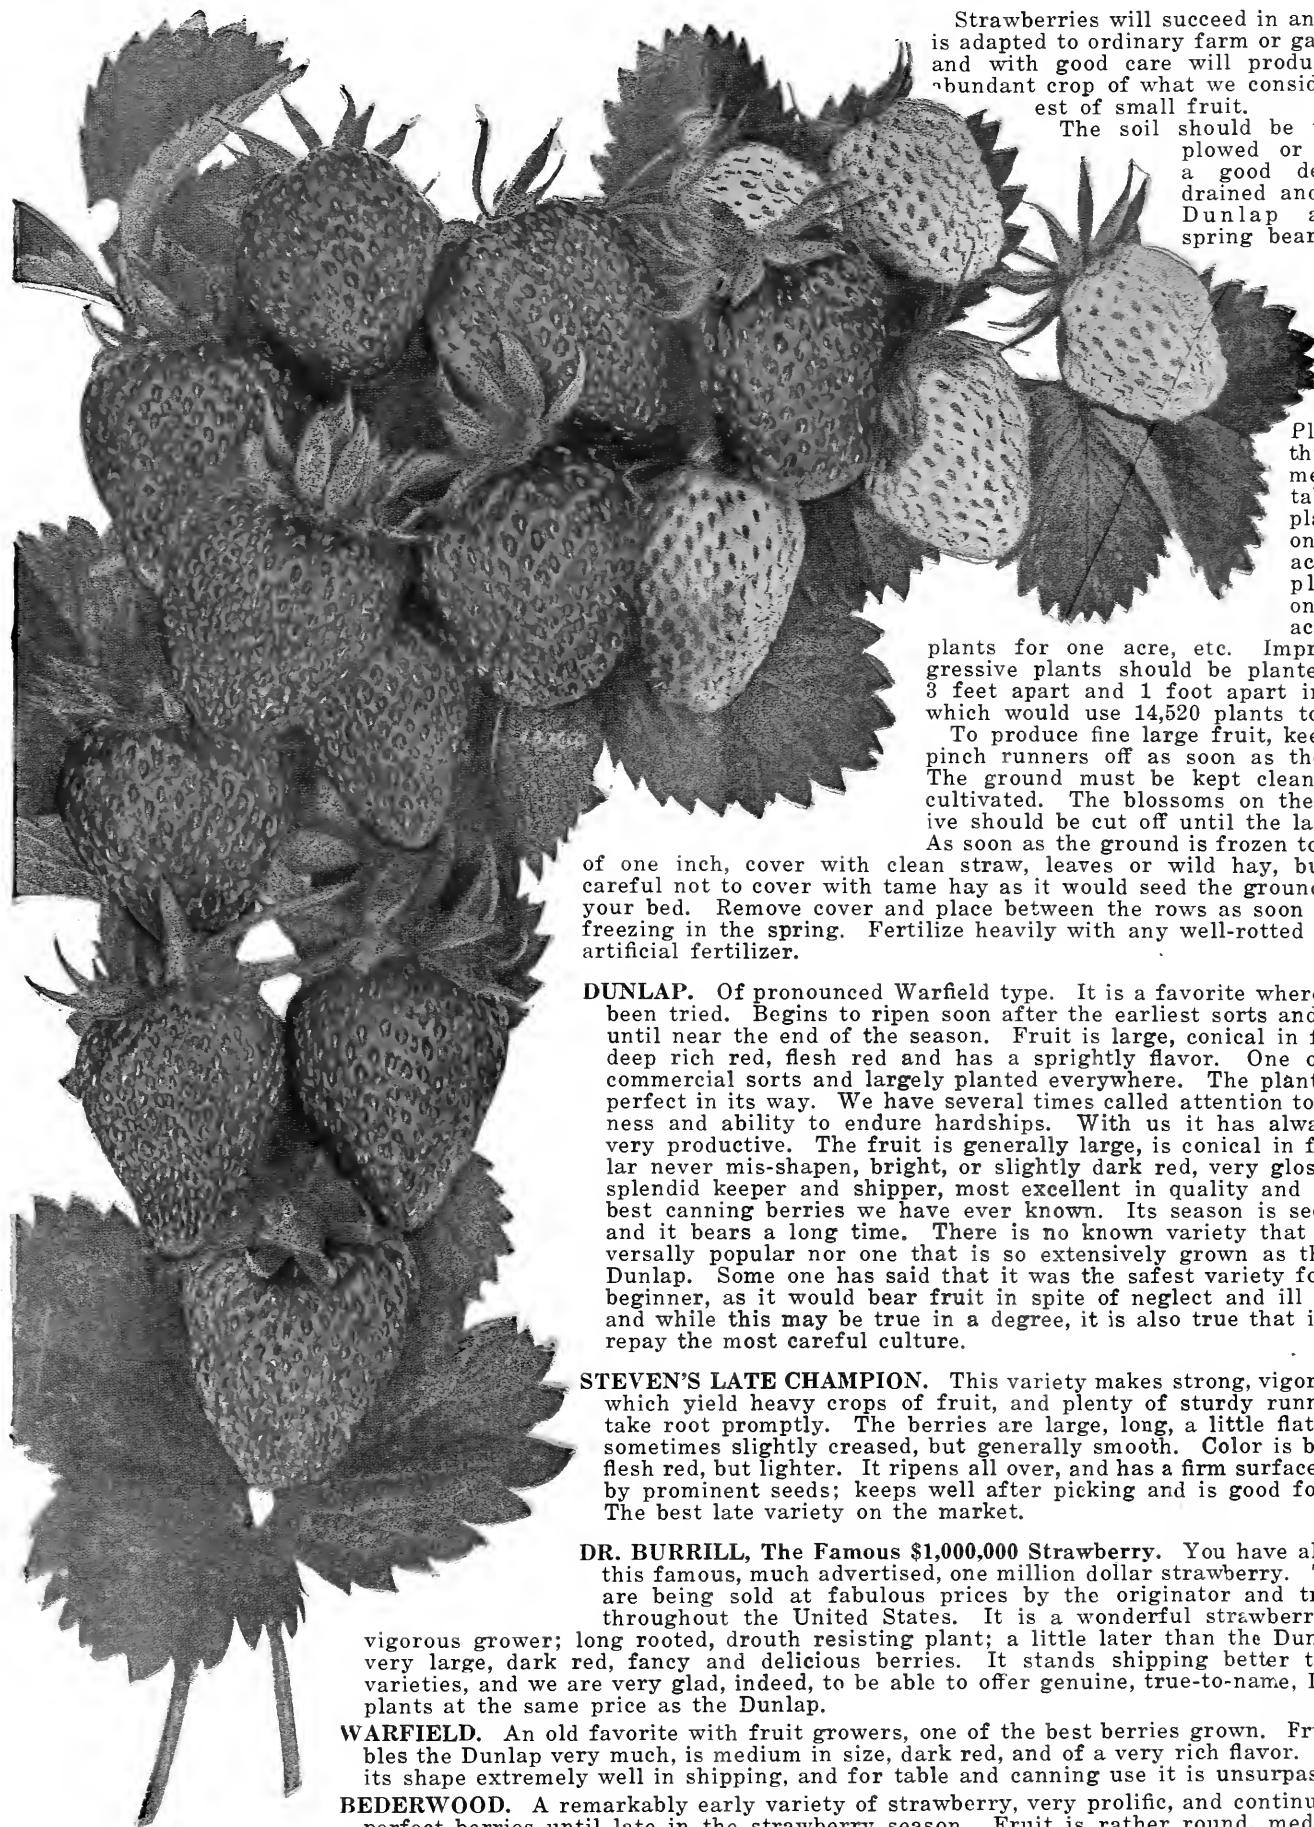 Strawberries will succeed in an
is adapted to ordinary farm or ga
and with good care will produ
bundant crop of what we consid
est of small fruit.
The soil should be
plowed or
a good de
drained and
Dunlap a
spring bear
Pl
th
me
ta
pla
on
ac
pl
on
ac
plants for one acre, etc. Impr
gressive plants should be plante
3 feet apart and 1 foot apart i
which would use 14,520 plants to
To produce fine large fruit, kee
pinch runners off as soon as th
The ground must be kept clean
cultivated. The blossoms on the
ive should be cut off until the la
As soon as the ground is frozen to
of one inch, cover with clean straw, leaves or wild hay, bu
careful not to cover with tame hay as it would seed the ground
your bed. Remove cover and place between the rows as soon
freezing in the spring. Fertilize heavily with any well-rotted
artificial fertilizer.
DUNLAP. Of pronounced Warfield type. It is a favorite where
been tried. Begins to ripen soon after the earliest sorts and
until near the end of the season. Fruit is large, conical in f
deep rich red, flesh red and has a sprightly flavor. One o
commercial sorts and largely planted everywhere. The plant
perfect in its way. We have several times called attention to
ness and ability to endure hardships. With us it has alwa
very productive. The fruit is generally large, is conical in f
lar never mis-shapen, bright, or slightly dark red, very glos
splendid keeper and shipper, most excellent in quality and
best canning berries we have ever known. Its season is sec
and it bears a long time. There is no known variety that
versally popular nor one that is so extensively grown as th
Dunlap. Some one has said that it was the safest variety fo
beginner, as it would bear fruit in spite of neglect and ill
and while this may be true in a degree, it is also true that i
repay the most careful culture.
STEVEN'S LATE CHAMPION. This variety makes strong, vigor
which yield heavy crops of fruit, and plenty of sturdy runn
take root promptly. The berries are large, long, a little flat
sometimes slightly creased, but generally smooth. Color is b
flesh red, but lighter. It ripens all over, and has a firm surface
by prominent seeds; keeps well after picking and is good fo
The best late variety on the market.
DR. BURRILL, The Famous $1,000,000 Strawberry. You have al
this famous, much advertised, one million dollar strawberry.
are being sold at fabulous prices by the originator and tr
throughout the United States. It is a wonderful strawberr
vigorous grower; long rooted, drouth resisting plant; a little later than the Dun
very large, dark red, fancy and delicious berries. It stands shipping better t
varieties, and we are very glad, indeed, to be able to offer genuine, true-to-name, D
plants at the same price as the Dunlap.
WARFIELD. An old favorite with fruit growers, one of the best berries grown. Fr
bles the Dunlap very much, is medium in size, dark red, and of a very rich flavor.
its shape extremely well in shipping, and for table and canning use it is unsurpas
BEDERWOOD. A remarkably early variety of strawberry, very prolific, and continu
perfect berries until late in the strawberry season. Fruit is rather round, med